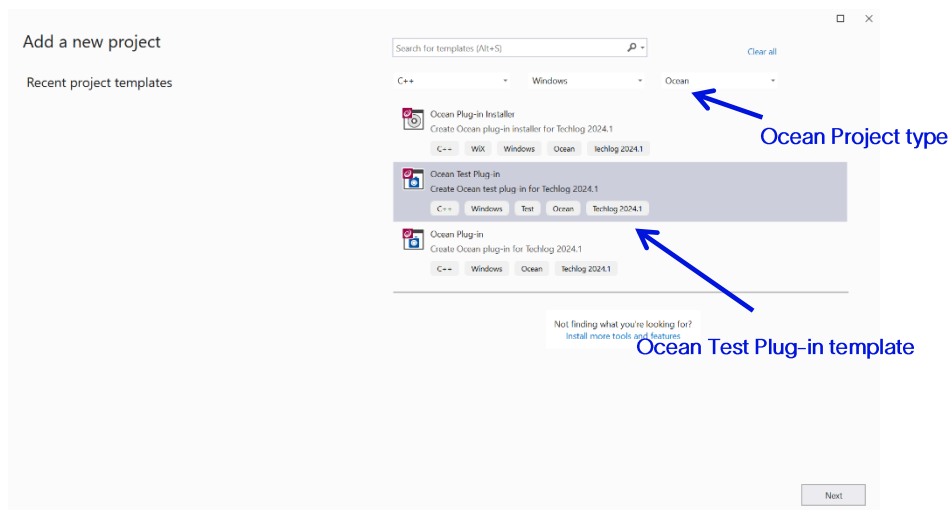 Add a new project
Recent project templates
Search for templates (Alt+S)
Clear all
C++
Windows
Ocean
Ocean Project type
Ocean Plug-in Installer
Create Ocean plug-in installer for Techlog 2024.1
C++ WiX Windows Ocean Techlog 2024.1
Ocean Test Plug-in
Create Ocean test plug-in for Techlog 2024.1
C++ Windows Test Ocean Techlog 2024.1
Ocean Plug-in
Create Ocean plug-in for Techlog 2024.1
C++ Windows Ocean Techlog 2024.1
Not finding what you're looking for?
Install more tools and features
Ocean Test Plug-in template
Next